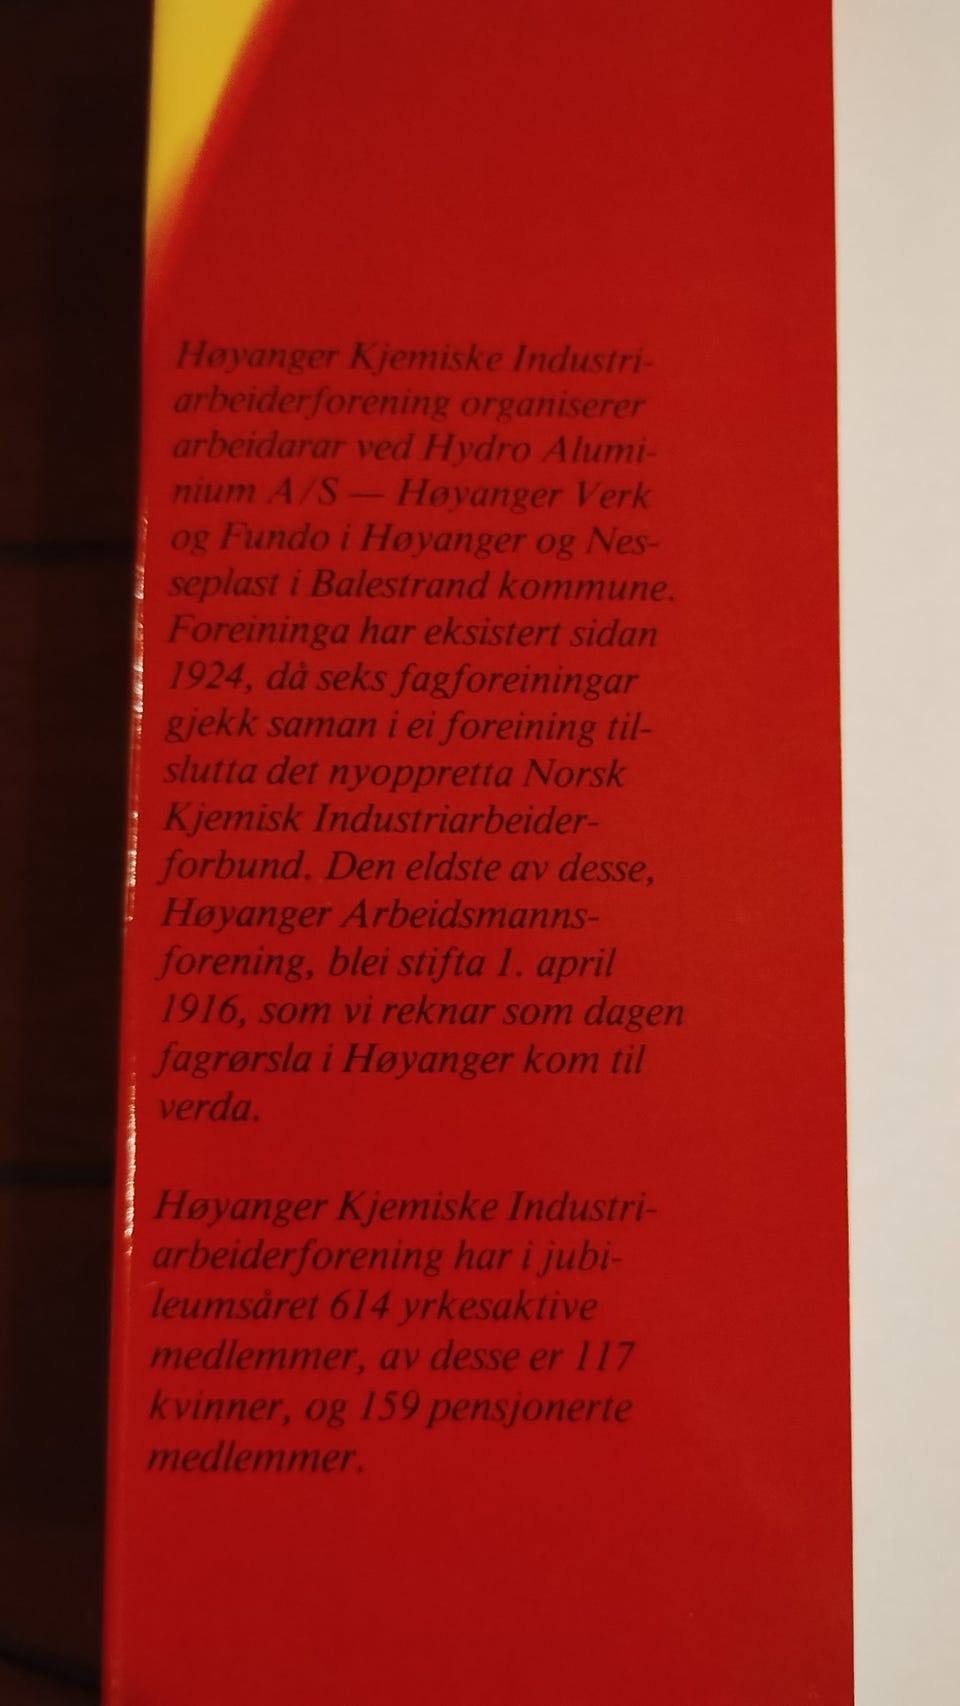 Høyanger Kjemiske Industri-
arbeiderforening organiserer
arbeidarar ved Hydro Alumi-
nium A/S — Høyanger Verk
og Fundo i Høyanger og Nes-
seplast i Balestrand kommune.
Foreininga har eksistert sidan
1924, då seks fagforeiningar
gjekk saman i ei foreining til-
slutta det nyoppretta Norsk
Kjemisk Industriarbeider-
forbund. Den eldste av desse,
Høyanger Arbeidsmanns-
forening, blei stifta 1. april
1916, som vi reknar som dagen
fagrørsla i Høyanger kom til
verda.

Høyanger Kjemiske Industri-
arbeiderforening har i jubi-
leumsåret 614 yrkesaktive
medlemmer, av desse er 117
kvinner, og 159 pensjonerte
medlemmer.